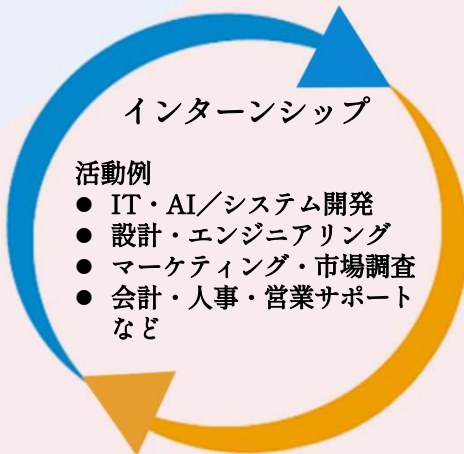 インターンシップ
活動例
● IT・AI／システム開発
● 設計・エンジニアリング
● マーケティング・市場調査
● 会計・人事・営業サポート
など